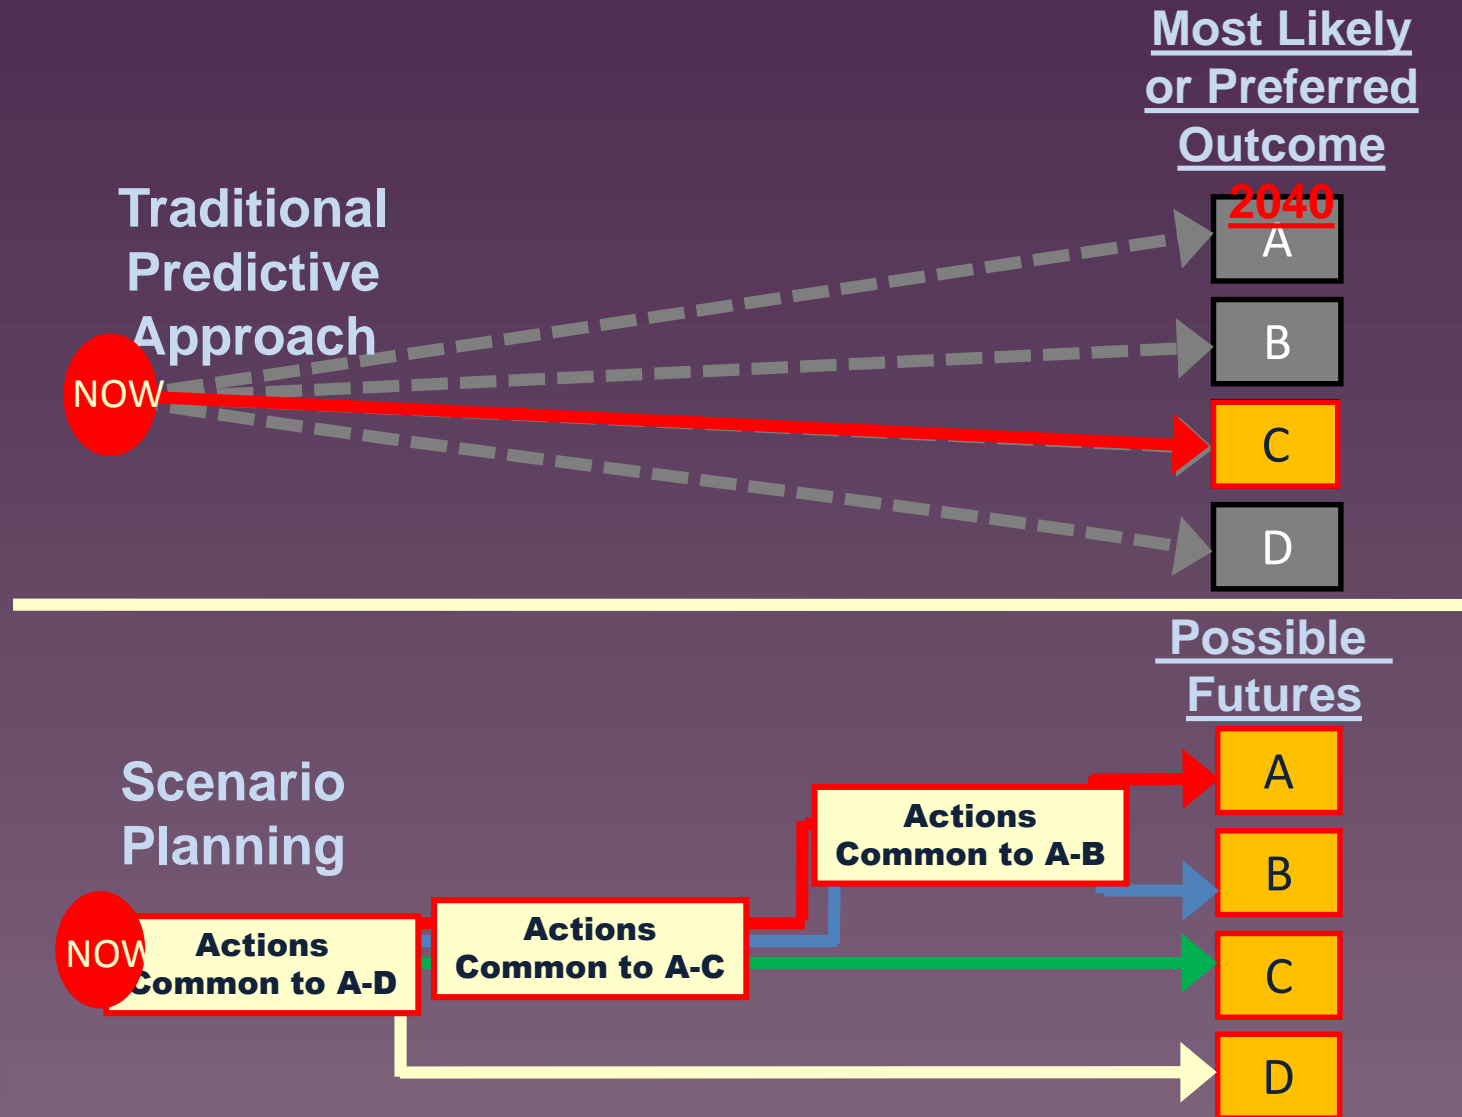 Most Likely
or Preferred
Outcome
2040
Traditional
Predictive
Approach
NOW
A
B
C
D
Possible
Futures
Scenario
Planning
NOW
Actions
Common to A-D
Actions
Common to A-C
Actions
Common to A-B
A
B
C
D